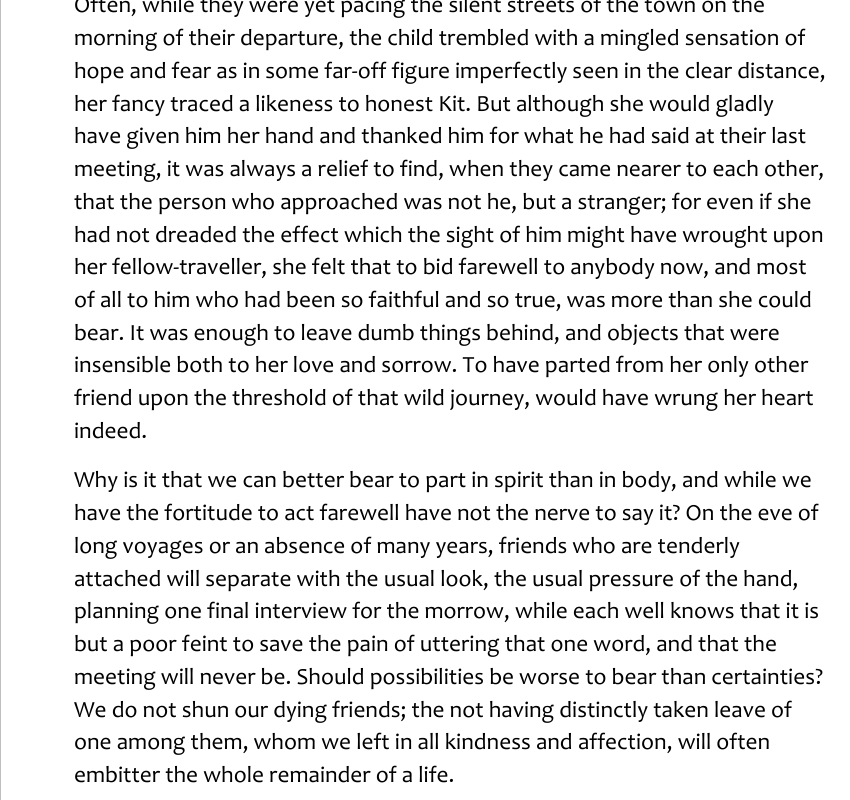 Often, while they were yet pacing the silent streets of the town on the
morning of their departure, the child trembled with a mingled sensation of
hope and fear as in some far-off figure imperfectly seen in the clear distance,
her fancy traced a likeness to honest Kit. But although she would gladly
have given him her hand and thanked him for what he had said at their last
meeting, it was always a relief to find, when they came nearer to each other,
that the person who approached was not he, but a stranger; for even if she
had not dreaded the effect which the sight of him might have wrought upon
her fellow-traveller, she felt that to bid farewell to anybody now, and most
of all to him who had been so faithful and so true, was more than she could
bear. It was enough to leave dumb things behind, and objects that were
insensible both to her love and sorrow. To have parted from her only other
friend upon the threshold of that wild journey, would have wrung her heart
indeed.
Why is it that we can better bear to part in spirit than in body, and while we
have the fortitude to act farewell have not the nerve to say it? On the eve of
long voyages or an absence of many years, friends who are tenderly
attached will separate with the usual look, the usual pressure of the hand,
planning one final interview for the morrow, while each well knows that it is
but a poor feint to save the pain of uttering that one word, and that the
meeting will never be. Should possibilities be worse to bear than certainties?
We do not shun our dying friends; the not having distinctly taken leave of
one among them, whom we left in all kindness and affection, will often
embitter the whole remainder of a life.